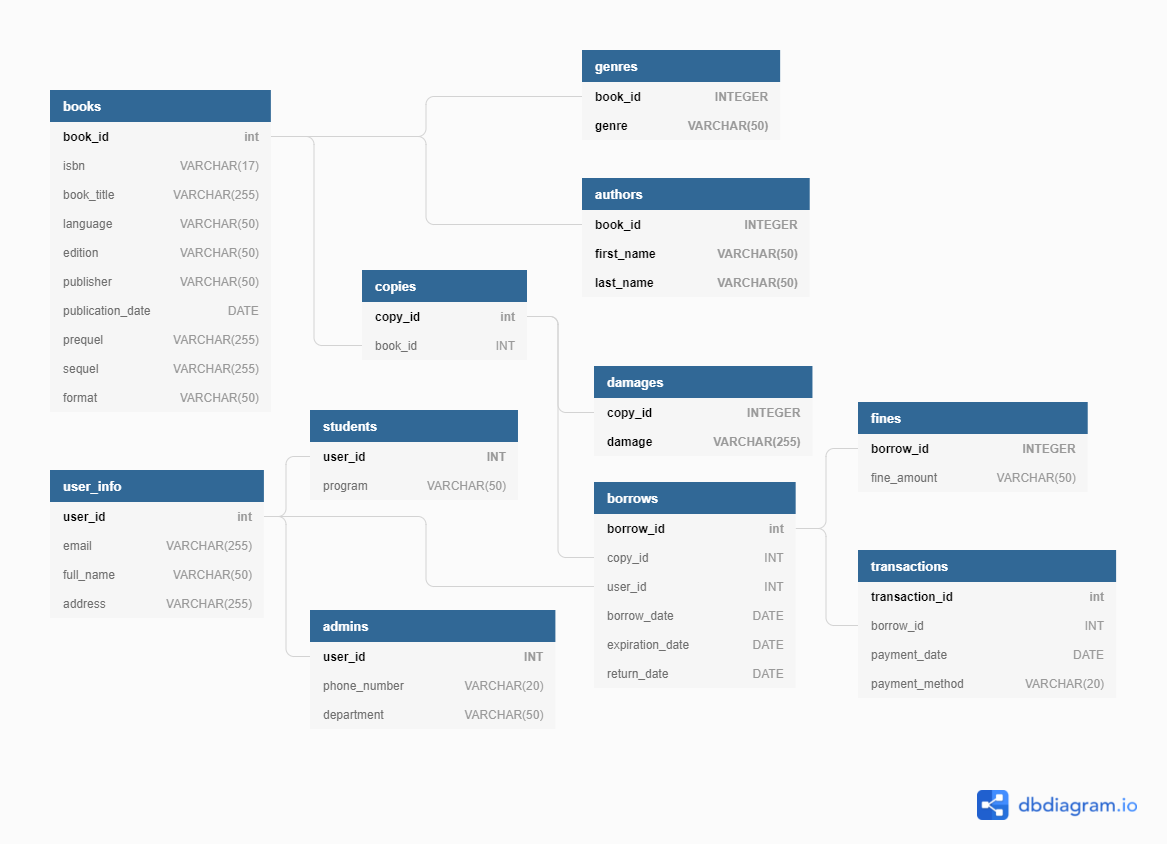 books
book_id int
isbn VARCHAR(17)
book_title VARCHAR(255)
language VARCHAR(50)
edition VARCHAR(50)
publisher VARCHAR(50)
publication_date DATE
prequel VARCHAR(255)
sequel VARCHAR(255)
format VARCHAR(50)
genres
book_id INTEGER
genre VARCHAR(50)
authors
book_id INTEGER
first_name VARCHAR(50)
last_name VARCHAR(50)
copies
copy_id int
book_id INT
damages
copy_id INTEGER
damage VARCHAR(255)
students
user_id INT
program VARCHAR(50)
user_info
user_id int
email VARCHAR(255)
full_name VARCHAR(50)
address VARCHAR(255)
admins
user_id INT
phone_number VARCHAR(20)
department VARCHAR(50)
borrows
borrow_id int
copy_id INT
user_id INT
borrow_date DATE
expiration_date DATE
return_date DATE
fines
borrow_id INTEGER
fine_amount VARCHAR(50)
transactions
transaction_id int
borrow_id INT
payment_date DATE
payment_method VARCHAR(20)
dbdiagram.io